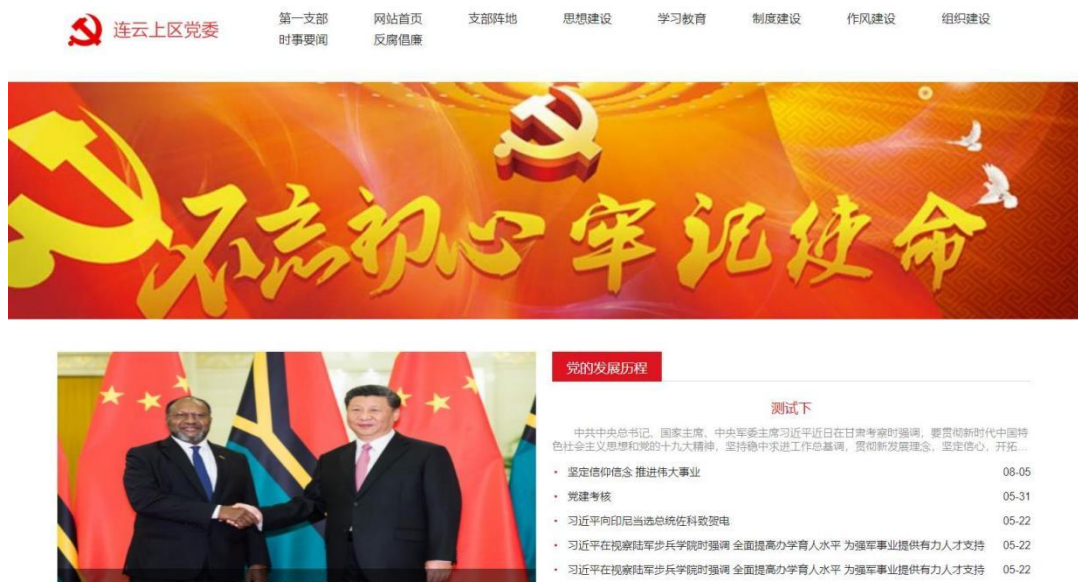 连云上区党委
第一支部 网站首页 支部阵地 思想建设 学习教育 制度建设 作风建设 组织建设
时事要闻 反腐倡廉
不忘初心牢记使命
党的发展历程
测试下
中共中央总书记、国家主席、中央军委主席习近平近日在甘肃考察时强调，要贯彻新时代中国特
色社会主义思想和党的十九大精神，坚持稳中求进工作总基调，贯彻新发展理念，坚定信心，开拓...
坚定信仰信念 推进伟大事业 08-05
党建考核 05-31
习近平向印尼当选总统佐科致贺电 05-22
习近平在视察陆军步兵学院时强调 全面提高办学育人水平 为强军事业提供有力人才支持 05-22
习近平在视察陆军步兵学院时强调 全面提高办学育人水平 为强军事业提供有力人才支持 05-22